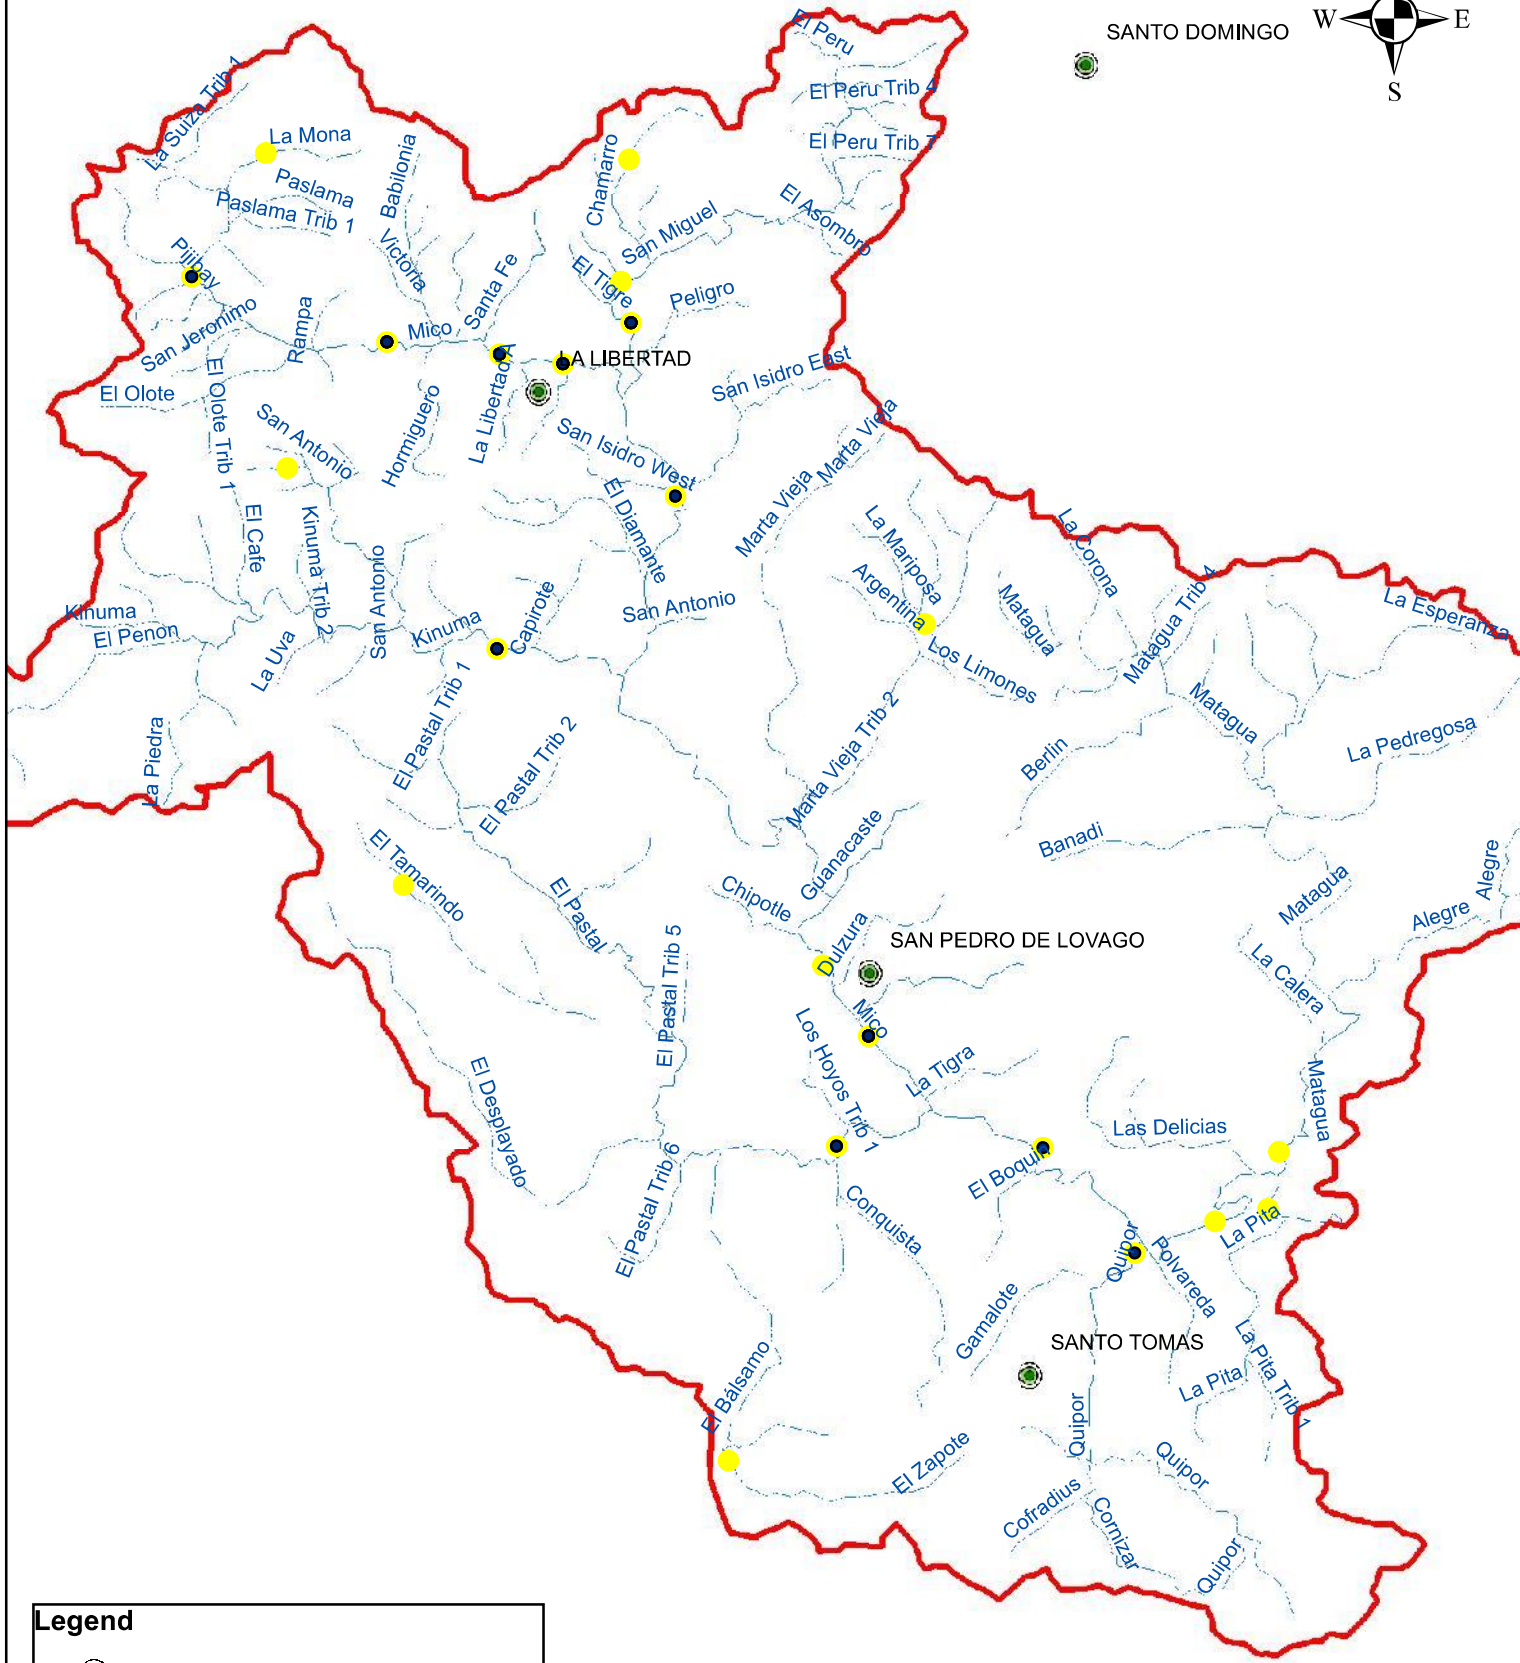 SANTO DOMINGO
W
E
S
El Peru
El Peru Trib 4
El Peru Trib 7
La Suiza Trib 1
La Mona
Babilonia
Chamarro
Paslama
Paslama Trib 1
San Miguel
El Asombro
Pijibay
Victoria
Santa Fe
El Tigre
Peligro
San Jeronimo
Rampa
Mico
LA LIBERTAD
La Libertad A
San Isidro East
El Olote
El Olote Trib 1
San Antonio
Hormiguero
San Isidro West
Marta Vieja
Marta Vieja
El Cafe
Kinuma Trib 2
San Antonio
El Diamante
La Mariposa
La Corona
Argentina
Matagua
Matagua Trib 4
La Esperanza
Kinuma
El Penon
Kinuma
Capirote
San Antonio
La Uva
Los Limones
Matagua
El Pastal Trib 1
La Piedra
El Pastal Trib 2
Marta Vieja Trib 2
Berlin
La Pedregosa
Guanacaste
Banadi
El Tamarindo
El Pastal
Chipotle
Matagua
Alegre
Alegre
Dulzura
SAN PEDRO DE LOVAGO
El Pastal Trib 5
La Calera
Mico
Los Hoyos Trib 1
La Tigra
El Desplayado
Las Delicias
Matagua
El Pastal Trib 6
El Boquin
Conquista
La Pita
Quipor
Polvareda
Gamalote
SANTO TOMAS
La Pita Trib 1
La Pita
El Bálsamo
Quipor
El Zapote
Quipor
Cofradius
Cornizar
Quipor
Legend